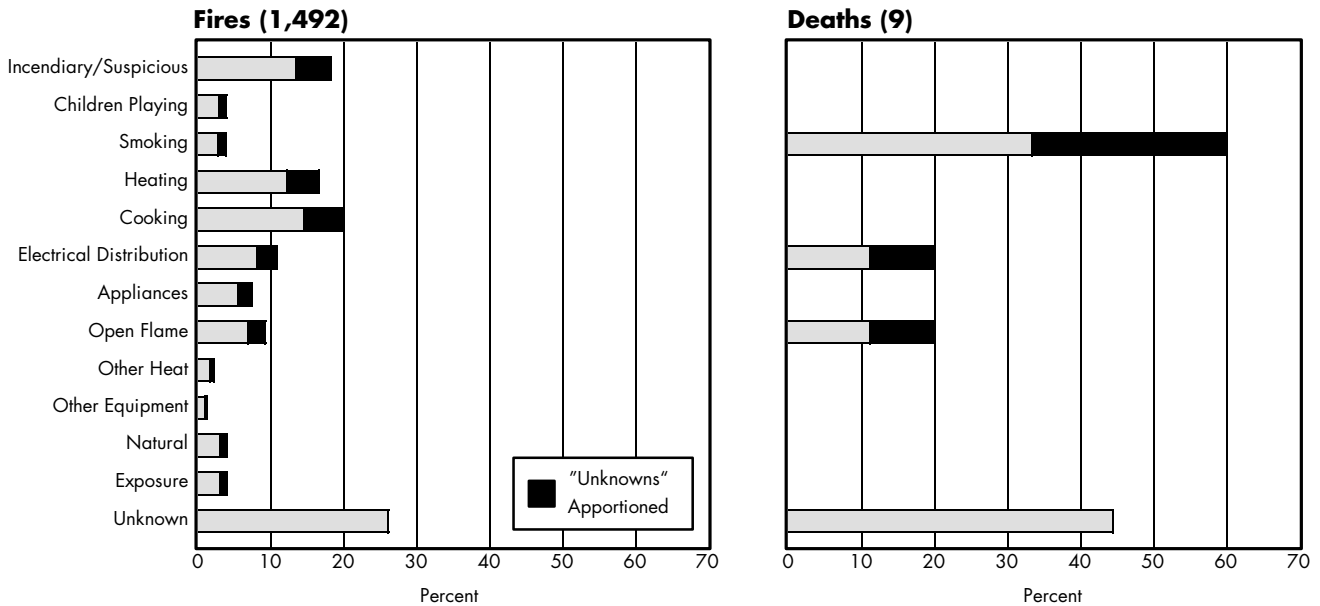 Fires (1,492)
Deaths (9)
Incendiary/Suspicious
Children Playing
Smoking
Heating
Cooking
Electrical Distribution
Appliances
Open Flame
Other Heat
Other Equipment
Natural
Exposure
Unknown
"Unknowns"
Apportioned
0 10 20 30 40 50 60 70
0 10 20 30 40 50 60 70
Percent
Percent